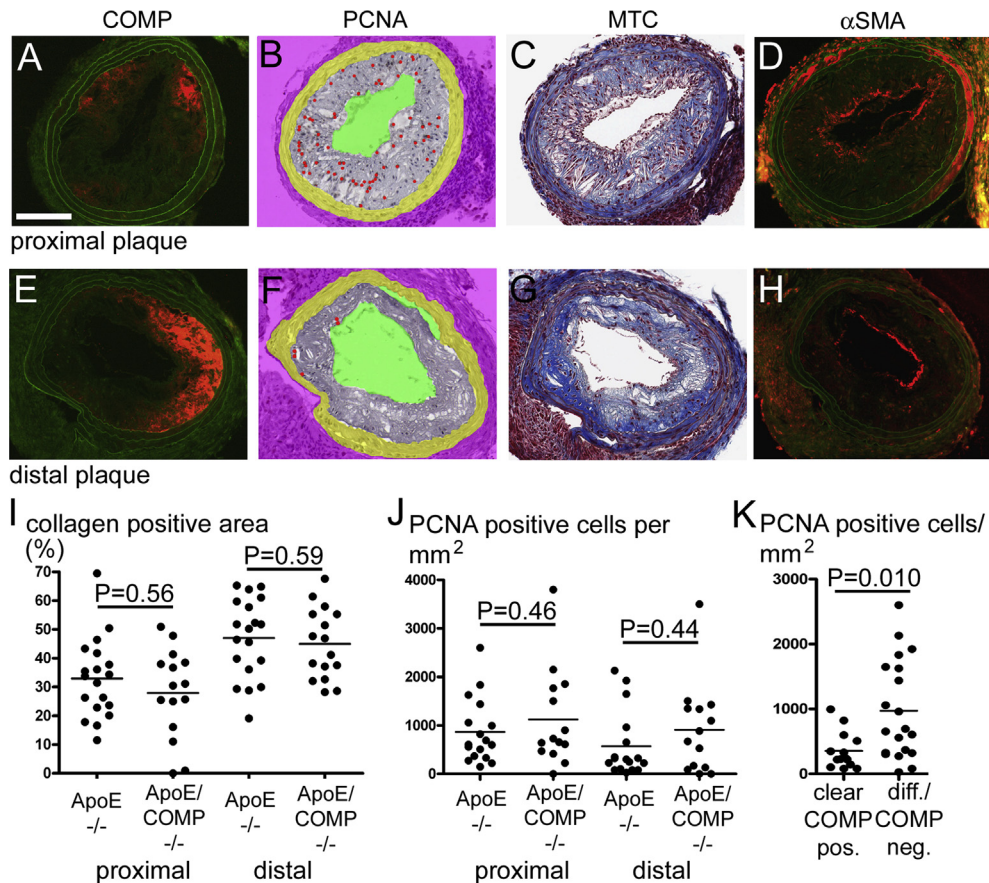 COMP PCNA MTC αSMA
A B C D
proximal plaque
E F G H
distal plaque
I collagen positive area
(%)
70
60
50
40
30
20
10
0
P=0.56
P=0.59
ApoE
-/-
ApoE/
COMP
-/-
ApoE
-/-
ApoE/
COMP
-/-
proximal distal
J PCNA positive cells per
mm2
4000
3000
2000
1000
0
P=0.46
P=0.44
ApoE
-/-
ApoE/
COMP
-/-
ApoE
-/-
ApoE/
COMP
-/-
proximal distal
K PCNA positive cells/
mm2
3000
2000
1000
0
P=0.010
clear
COMP
pos.
diff./
COMP
neg.